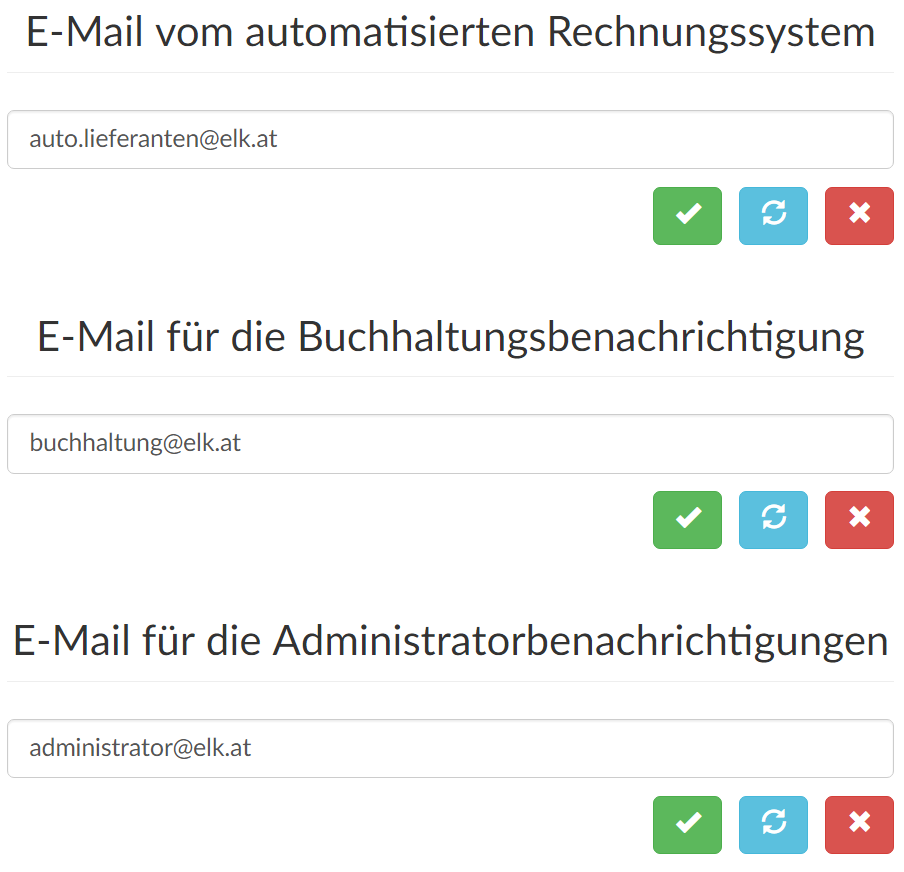 E-Mail vom automatisierten Rechnungssystem
auto.lieferanten@elk.at
E-Mail für die Buchhaltungsbenachrichtigung
buchhaltung@elk.at
E-Mail für die Administratorbenachrichtigungen
administrator@elk.at